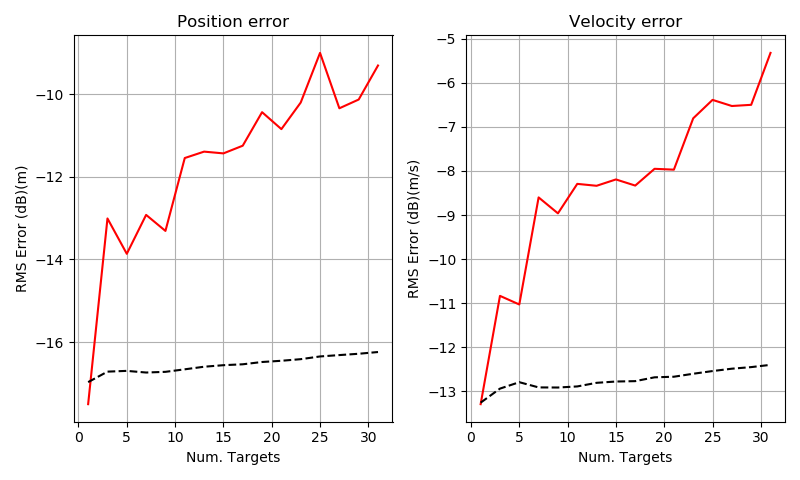 Position error
RMS Error (dB)(m)
−10
−12
−14
−16
0 5 10 15 20 25 30
Num. Targets
Velocity error
RMS Error (dB)(m/s)
−5
−6
−7
−8
−9
−10
−11
−12
−13
0 5 10 15 20 25 30
Num. Targets